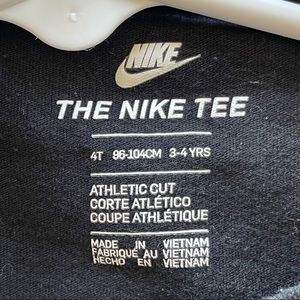 NIKE
THE NIKE TEE
4T 96-104CM 3-4 YRS
ATHLETIC CUT
CORTE ATLÉTICO
COUPE ATHLÉTIQUE
MADE IN VIETNAM
FABRIQUÉ AU VIETNAM
HECHO EN VIETNAM